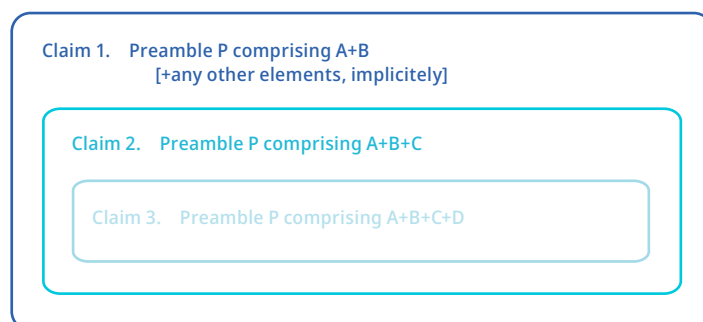 Claim 1. Preamble P comprising A+B
[+any other elements, implicitely]
Claim 2. Preamble P comprising A+B+C
Claim 3. Preamble P comprising A+B+C+D